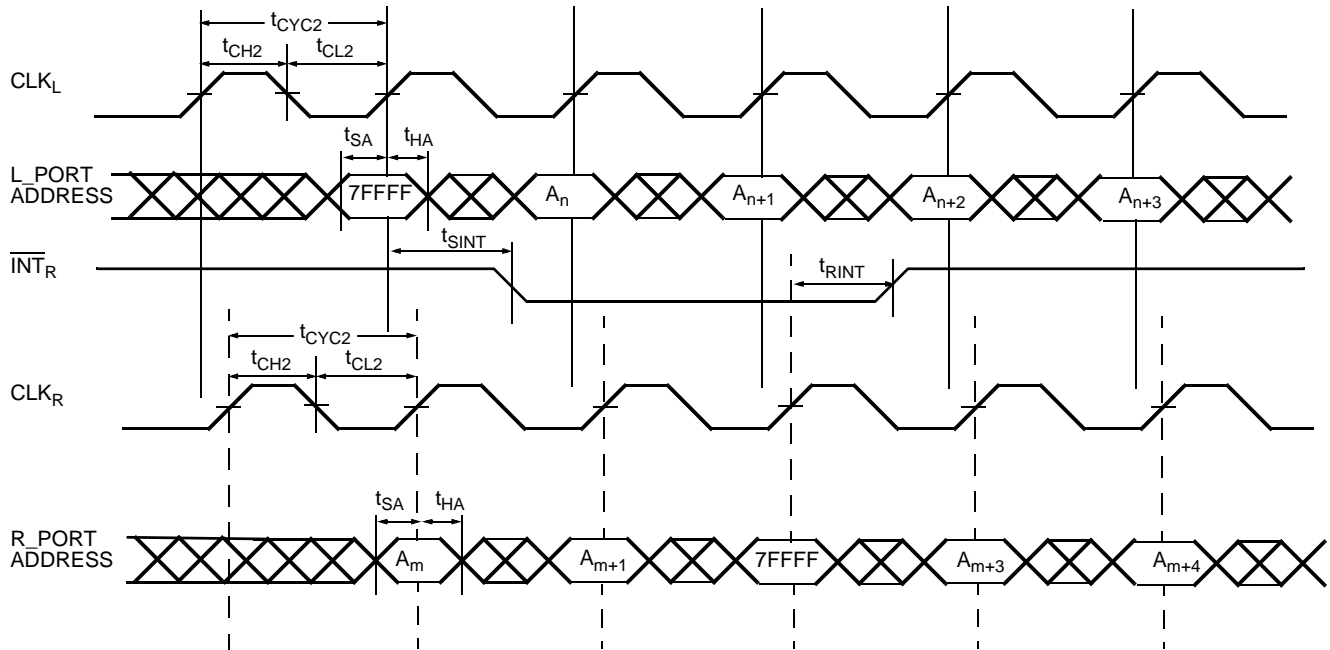 tCYC2
tCH2 tCL2
CLKL
tSA tHA
L_PORT
ADDRESS
7FFFF An An+1 An+2 An+3
tSINT
INTR
tRINT
tCYC2
tCH2 tCL2
CLKR
tSA tHA
R_PORT
ADDRESS
Am Am+1 7FFFF Am+3 Am+4